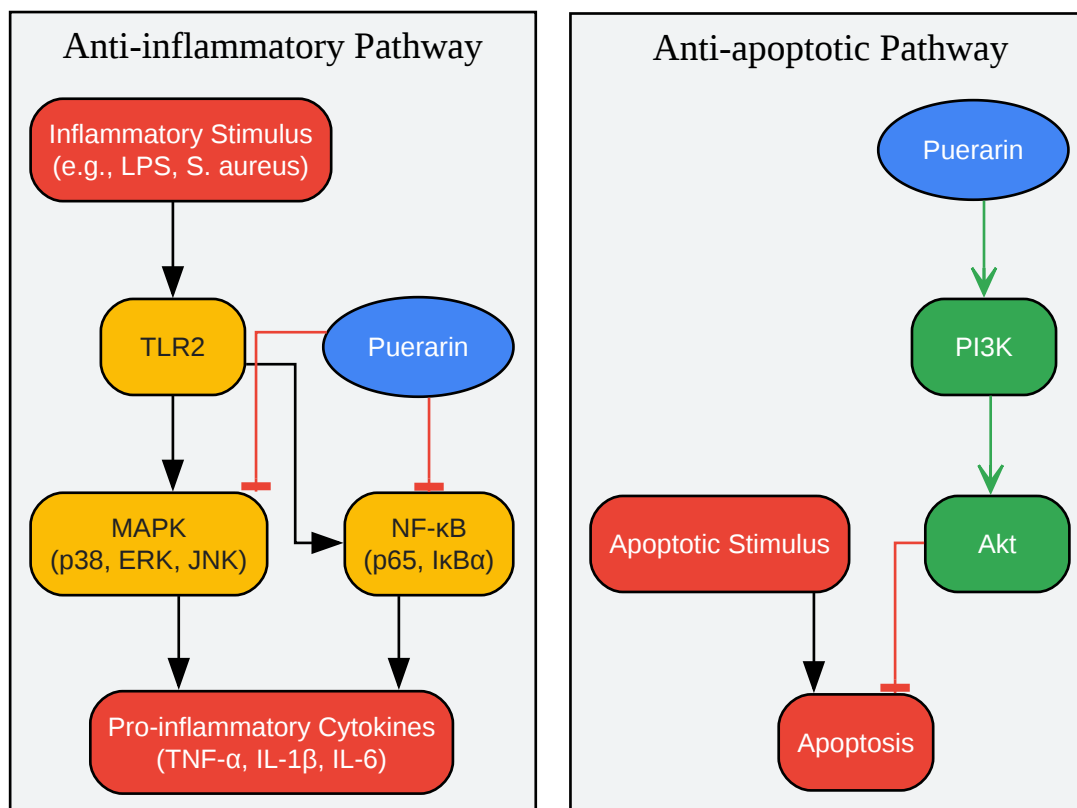 Anti-inflammatory Pathway
Inflammatory Stimulus
(e.g., LPS, S. aureus)
TLR2
Puerarin
MAPK
(p38, ERK, JNK)
NF-κB
(p65, IκBα)
Pro-inflammatory Cytokines
(TNF-α, IL-1β, IL-6)
Anti-apoptotic Pathway
Puerarin
PI3K
Apoptotic Stimulus
Akt
Apoptosis